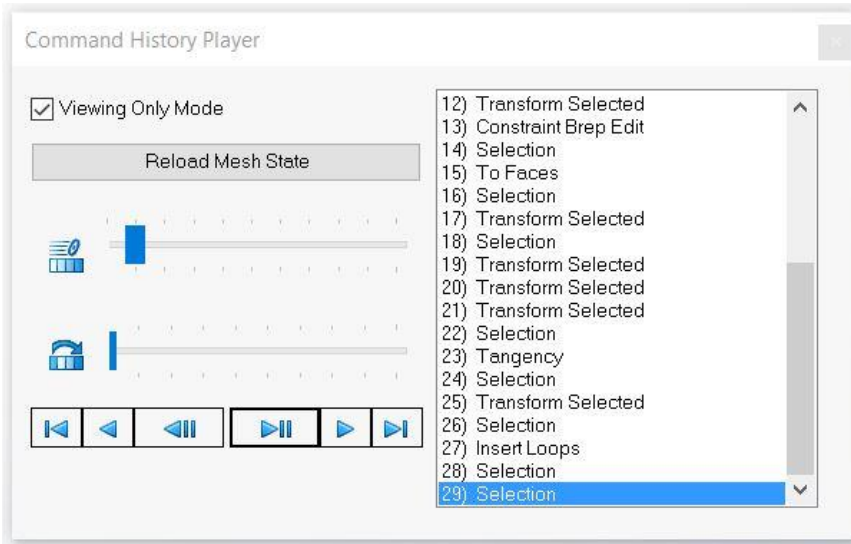 Command History Player
Viewing Only Mode
Reload Mesh State
12) Transform Selected
13) Constraint Brep Edit
14) Selection
15) To Faces
16) Selection
17) Transform Selected
18) Selection
19) Transform Selected
20) Transform Selected
21) Transform Selected
22) Selection
23) Tangency
24) Selection
25) Transform Selected
26) Selection
27) Insert Loops
28) Selection
29) Selection